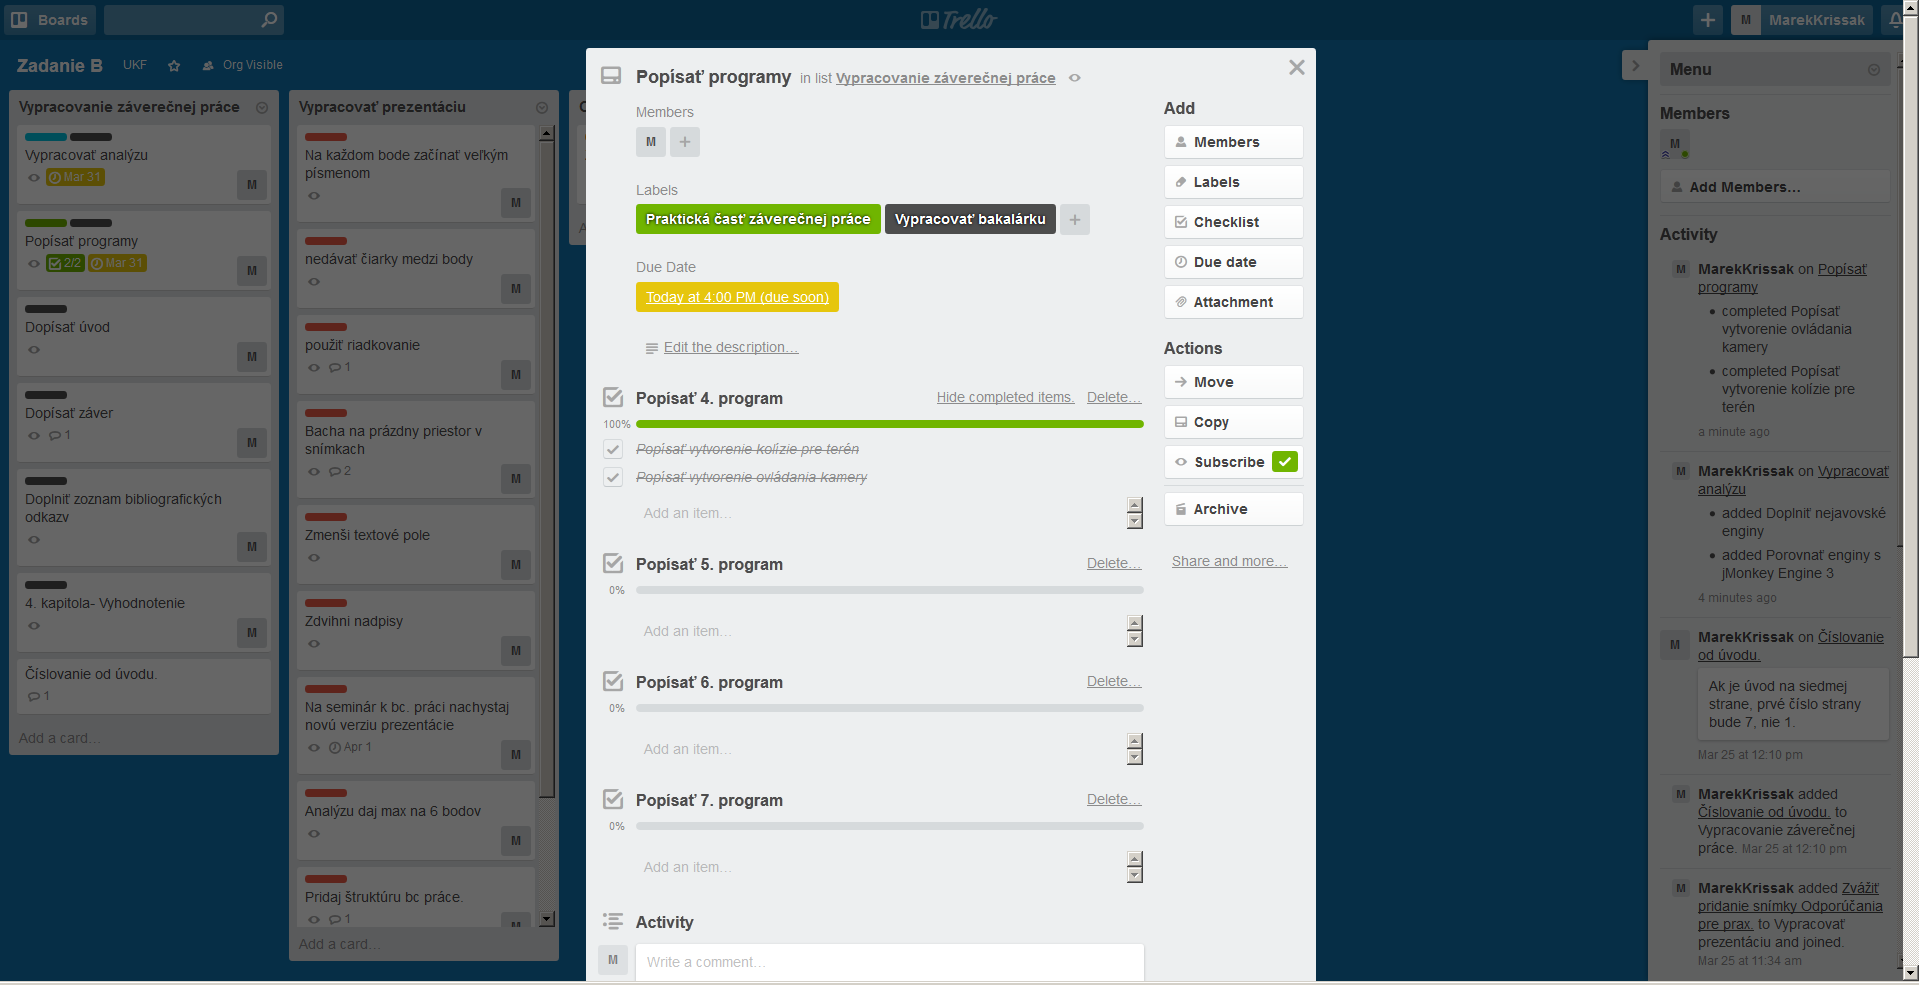 Boards
Trello
MarekKrissak
M
Zadanie B
UKF
Org Visible
Vypracovanie záverečnej práce
Vypracovať analýzu
Mar 31
M
Popísať programy
2/2
Mar 31
M
Dopísať úvod
M
Dopísať záver
1
M
Doplniť zoznam bibliografických
odkazv
M
4. kapitola- Vyhodnotenie
M
Číslovanie od úvodu.
1
Add a card…
Vypracovať prezentáciu
Na každom bode začínať veľkým
písmenom
M
nedávať čiarky medzi body
M
použiť riadkovanie
1
M
Bacha na prázdny priestor v
snímkach
2
M
Zmenši textové pole
M
Zdvihni nadpisy
M
Na seminár k bc. práci nachystaj
novú verziu prezentácie
Apr 1
M
Analýzu daj max na 6 bodov
M
Pridaj štruktúru bc práce.
1
M
Add a card…
Popísať programy in list Vypracovanie záverečnej práce
Members
M
Labels
Praktická časť záverečnej práce
Vypracovať bakalárku
Due Date
Today at 4:00 PM (due soon)
Edit the description…
Popísať 4. program
Hide completed items.
Delete…
100%
Popísať vytvorenie kolízie pre terén
Popísať vytvorenie ovládania kamery
Add an item…
Popísať 5. program
Delete…
0%
Add an item…
Popísať 6. program
Delete…
0%
Add an item…
Popísať 7. program
Delete…
0%
Add an item…
Activity
M
Write a comment…
Add
Members
Labels
Checklist
Due date
Attachment
Actions
Move
Copy
Subscribe
Archive
Share and more…
Menu
Members
M
Add Members…
Activity
M
MarekKrissak on Popísať
programy
completed Popísať
vytvorenie ovládania
kamery
completed Popísať
vytvorenie kolízie pre
terén
a minute ago
M
MarekKrissak on Vypracovať
analýzu
added Doplniť nejavovské
enginy
added Porovnať enginy s
jMonkey Engine 3
4 minutes ago
M
MarekKrissak on Číslovanie
od úvodu.
Ak je úvod na siedmej
strane, prvé číslo strany
bude 7, nie 1.
Mar 25 at 12:10 pm
M
MarekKrissak added
Číslovanie od úvodu. to
Vypracovanie záverečnej
práce. Mar 25 at 12:10 pm
M
MarekKrissak added Zvážiť
pridanie snímky Odporúčania
pre prax. to Vypracovať
prezentáciu and joined.
Mar 25 at 11:34 am